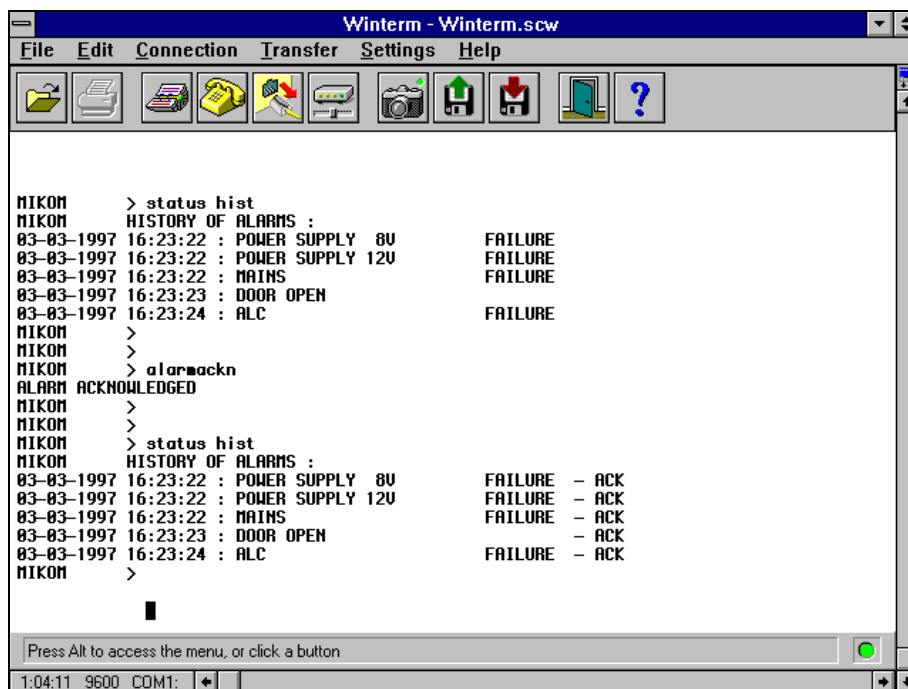 Winterm - Winterm.scw
File Edit Connection Transfer Settings Help
?
MIKOM > status hist
MIKOM HISTORY OF ALARMS :
03-03-1997 16:23:22 : POWER SUPPLY 8V FAILURE
03-03-1997 16:23:22 : POWER SUPPLY 12V FAILURE
03-03-1997 16:23:22 : MAINS FAILURE
03-03-1997 16:23:23 : DOOR OPEN
03-03-1997 16:23:24 : ALC FAILURE
MIKOM >
MIKOM >
MIKOM > alarmackn
ALARM ACKNOWLEDGED
MIKOM >
MIKOM >
MIKOM > status hist
MIKOM HISTORY OF ALARMS :
03-03-1997 16:23:22 : POWER SUPPLY 8V FAILURE - ACK
03-03-1997 16:23:22 : POWER SUPPLY 12V FAILURE - ACK
03-03-1997 16:23:22 : MAINS FAILURE - ACK
03-03-1997 16:23:23 : DOOR OPEN - ACK
03-03-1997 16:23:24 : ALC FAILURE - ACK
MIKOM >
Press Alt to access the menu, or click a button
1:04:11 9600 COM1: